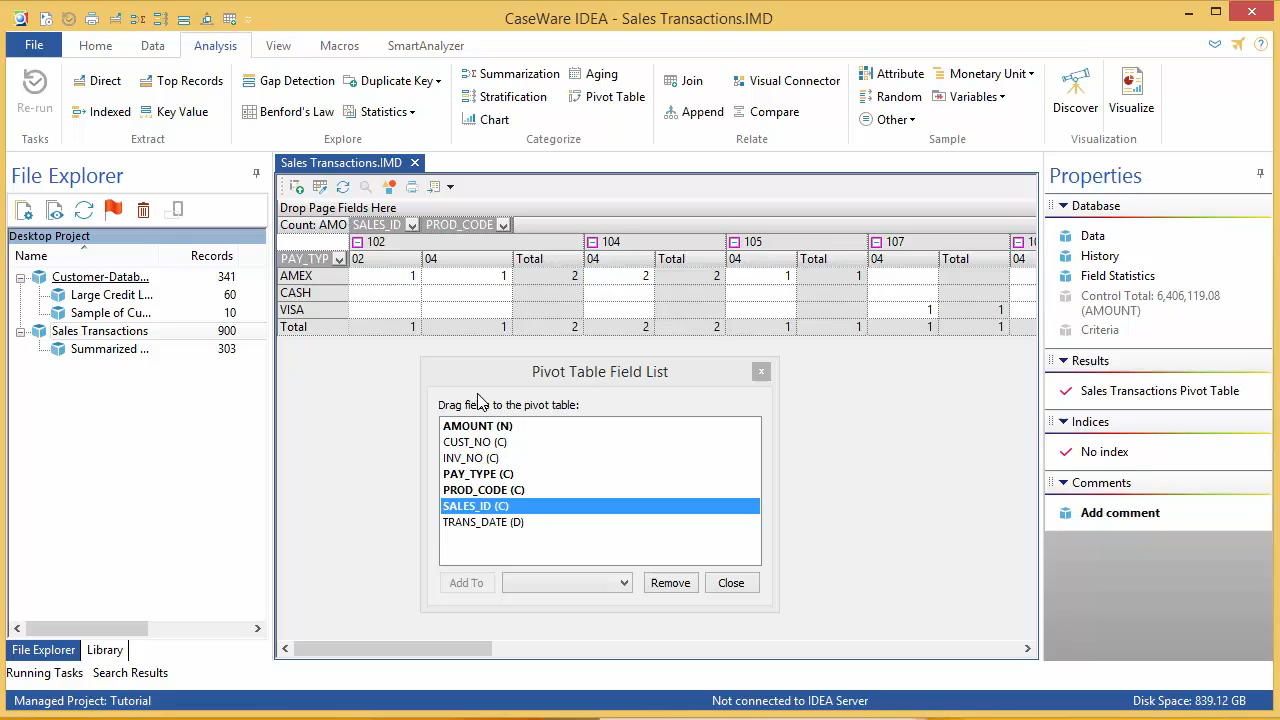 CaseWare IDEA - Sales Transactions.IMD
File Home Data Analysis View Macros SmartAnalyzer
Re-run
Tasks
Direct Top Records
Indexed Key Value
Extract
Gap Detection Duplicate Key
Benford's Law Statistics
Explore
Summarization Aging
Stratification Pivot Table
Chart
Categorize
Join Visual Connector
Append Compare
Relate
Attribute Monetary Unit
Random Variables
Other
Sample
Discover Visualize
Visualization
File Explorer
Desktop Project
Name Records
Customer-Datab... 341
Large Credit L... 60
Sample of Cu... 10
Sales Transactions 900
Summarized ... 303
File Explorer Library
Running Tasks Search Results
Sales Transactions.IMD
Drop Page Fields Here
Count: AMO SALES_ID PROD_CODE
102 104 105 107
PAY_TYP 02 04 Total 04 Total 04 Total 04 Total 04
AMEX 1 1 2 2 2 1 1
CASH
VISA 1 1
Total 1 1 2 2 2 1 1 1 1
Pivot Table Field List
Drag fields to the pivot table:
AMOUNT (N)
CUST_NO (C)
INV_NO (C)
PAY_TYPE (C)
PROD_CODE (C)
SALES_ID (C)
TRANS_DATE (D)
Add To Remove Close
Properties
Database
Data
History
Field Statistics
Control Total: 6,406,119.08
(AMOUNT)
Criteria
Results
Sales Transactions Pivot Table
Indices
No index
Comments
Add comment
Managed Project: Tutorial Not connected to IDEA Server Disk Space: 839.12 GB